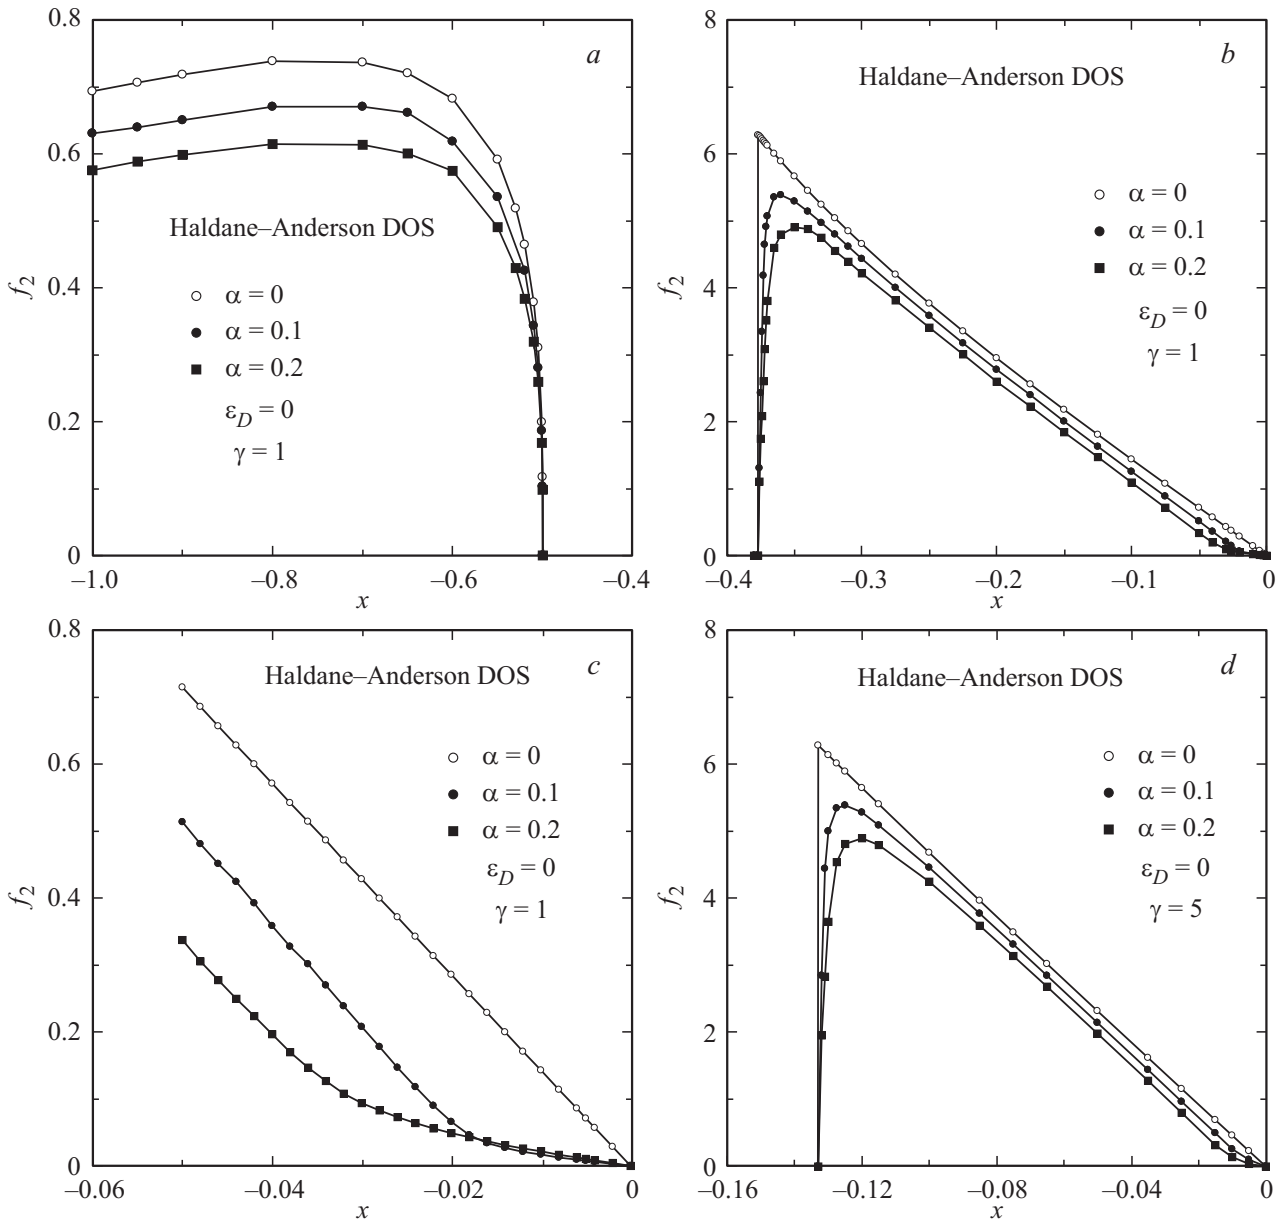 0.8
0.6
0.4
0.2
0
f2
a
Haldane–Anderson DOS
α = 0
α = 0.1
α = 0.2
εD = 0
γ = 1
–1.0
–0.8
–0.6
–0.4
x
8
6
4
2
0
f2
b
Haldane–Anderson DOS
α = 0
α = 0.1
α = 0.2
εD = 0
γ = 1
–0.4
–0.3
–0.2
–0.1
0
x
0.8
0.6
0.4
0.2
0
f2
c
Haldane–Anderson DOS
α = 0
α = 0.1
α = 0.2
εD = 0
γ = 1
–0.06
–0.04
–0.02
0
x
8
6
4
2
0
f2
d
Haldane–Anderson DOS
α = 0
α = 0.1
α = 0.2
εD = 0
γ = 5
–0.16
–0.12
–0.08
–0.04
0
x